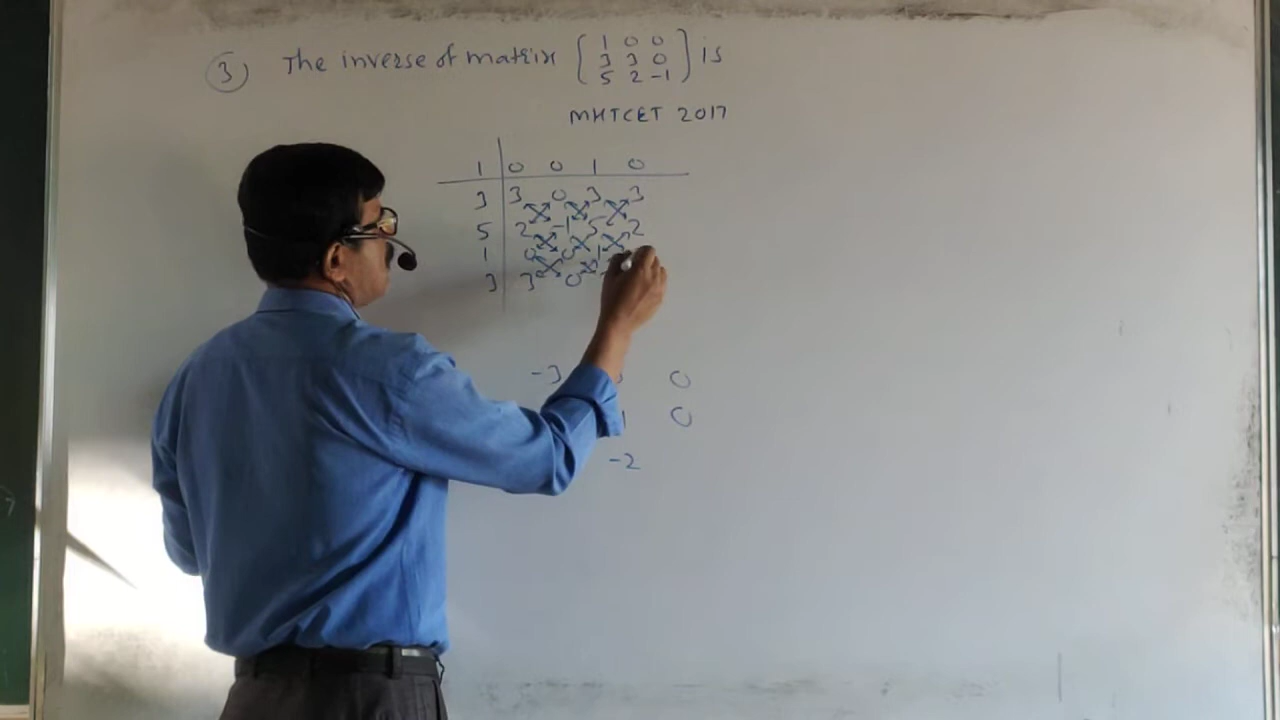 3) The inverse of matrix [ 1 0 0 is
3 3 0
5 2 -1 ]
MHTCET 2017
1 | 0 0 1 0
3 | 3 0 3 3
5 | 2 -1 5 2
1 | 0 0 1
3 | 3 0
-3 0
0
-2